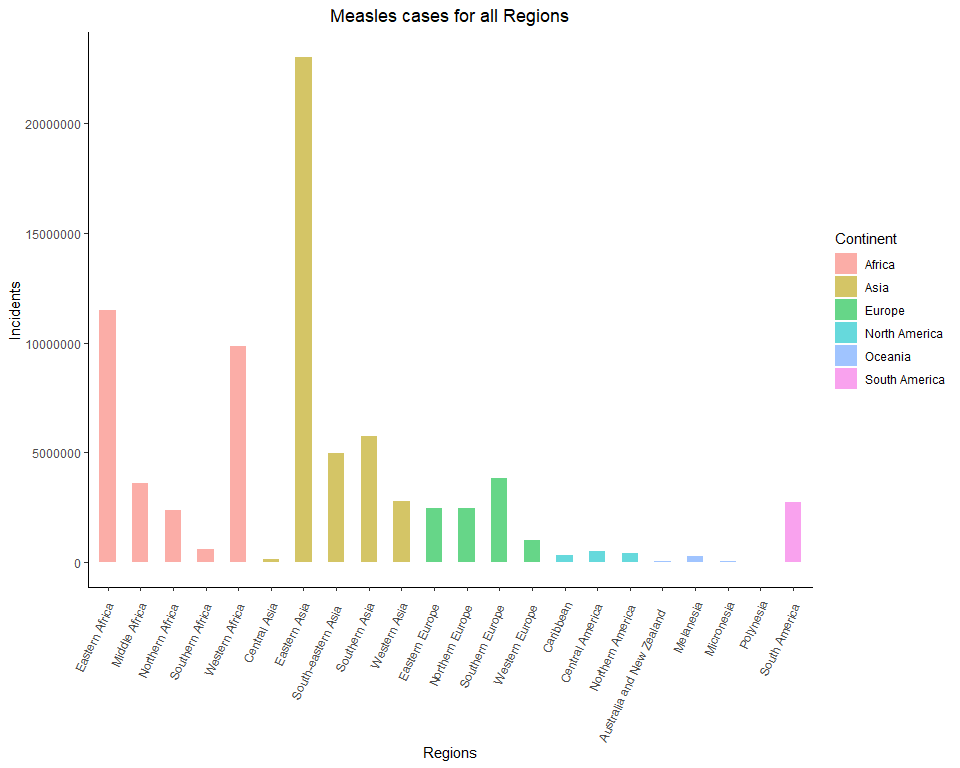 Measles cases for all Regions
Incidents
20000000
15000000
10000000
5000000
0
Eastern Africa
Middle Africa
Northern Africa
Southern Africa
Western Africa
Central Asia
Eastern Asia
South-eastern Asia
Southern Asia
Western Asia
Eastern Europe
Northern Europe
Southern Europe
Western Europe
Caribbean
Central America
Northern America
Australia and New Zealand
Melanesia
Micronesia
Polynesia
South America
Regions
Continent
Africa
Asia
Europe
North America
Oceania
South America